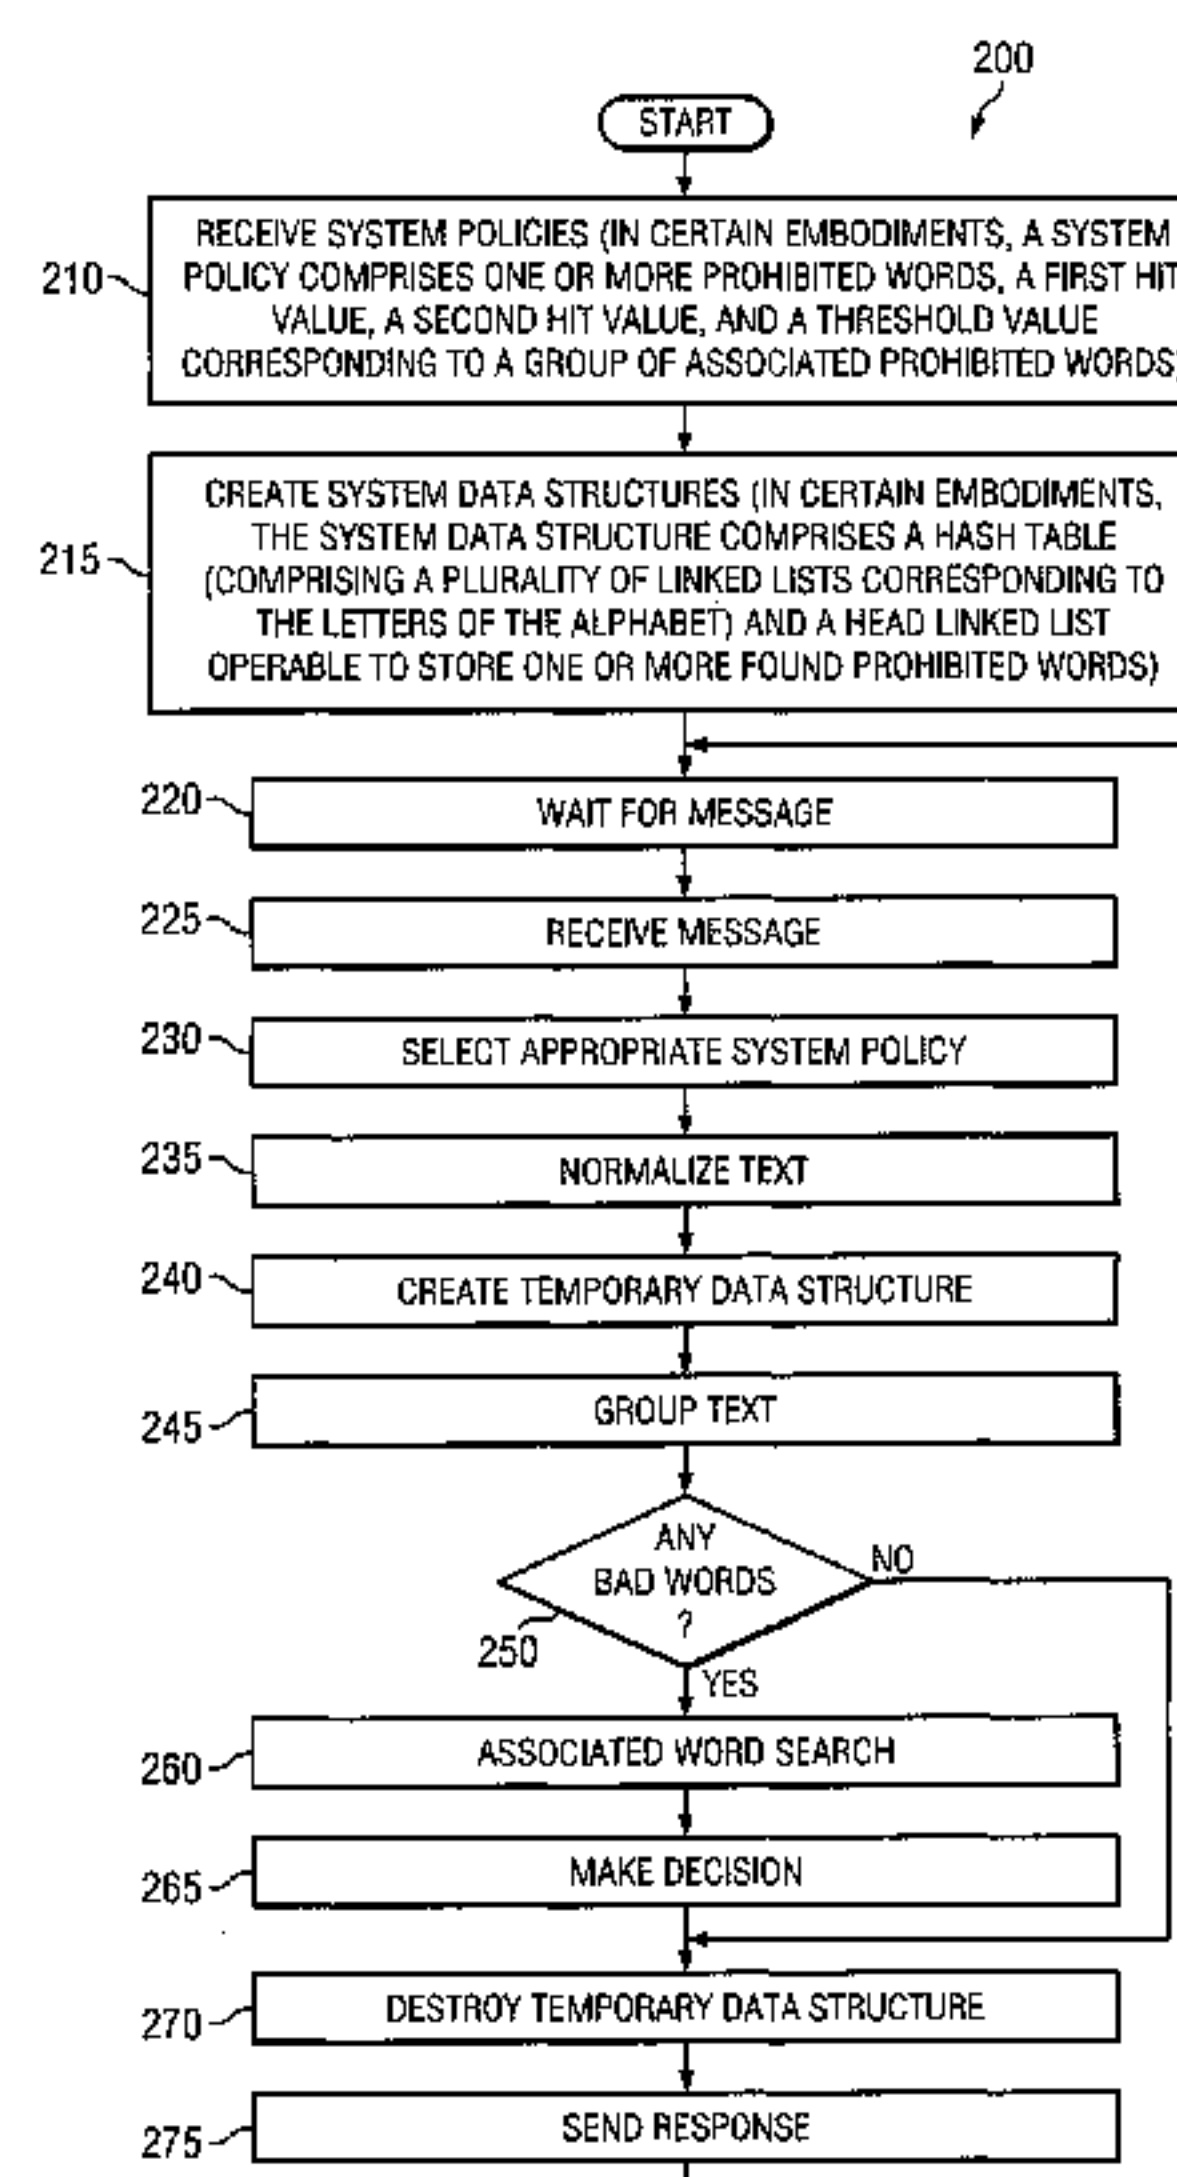 200
START
210
RECEIVE SYSTEM POLICIES (IN CERTAIN EMBODIMENTS, A SYSTEM
POLICY COMPRISES ONE OR MORE PROHIBITED WORDS, A FIRST HIT
VALUE, A SECOND HIT VALUE, AND A THRESHOLD VALUE
CORRESPONDING TO A GROUP OF ASSOCIATED PROHIBITED WORDS)
215
CREATE SYSTEM DATA STRUCTURES (IN CERTAIN EMBODIMENTS,
THE SYSTEM DATA STRUCTURE COMPRISES A HASH TABLE
(COMPRISING A PLURALITY OF LINKED LISTS CORRESPONDING TO
THE LETTERS OF THE ALPHABET) AND A HEAD LINKED LIST
OPERABLE TO STORE ONE OR MORE FOUND PROHIBITED WORDS)
220
WAIT FOR MESSAGE
225
RECEIVE MESSAGE
230
SELECT APPROPRIATE SYSTEM POLICY
235
NORMALIZE TEXT
240
CREATE TEMPORARY DATA STRUCTURE
245
GROUP TEXT
ANY
BAD WORDS
?
NO
250
YES
260
ASSOCIATED WORD SEARCH
265
MAKE DECISION
270
DESTROY TEMPORARY DATA STRUCTURE
275
SEND RESPONSE